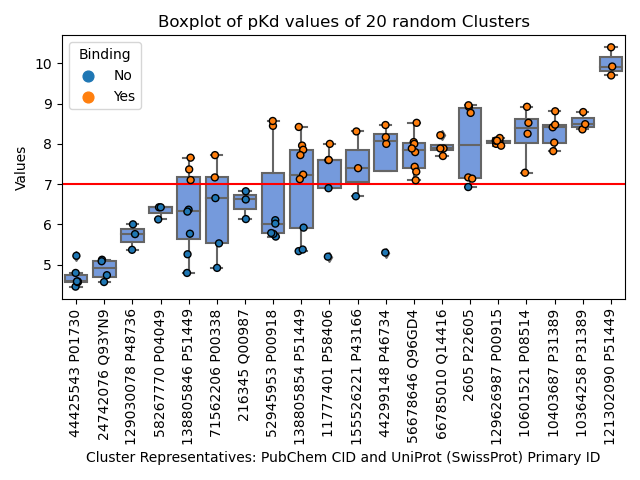 Boxplot of pKd values of 20 random Clusters
Binding
No
Yes
Values
10
9
8
7
6
5
44425543 P01730
24742076 Q93YN9
129030078 P48736
58267770 P04049
138805846 P51449
71562206 P00338
216345 Q00987
52945953 P00918
138805854 P51449
11777401 P58406
155526221 P43166
44299148 P46734
56678646 Q96GD4
66785010 Q14416
2605 P22605
129626987 P00915
10601521 P08514
10403687 P31389
10364258 P31389
121302090 P51449
Cluster Representatives: PubChem CID and UniProt (SwissProt) Primary ID